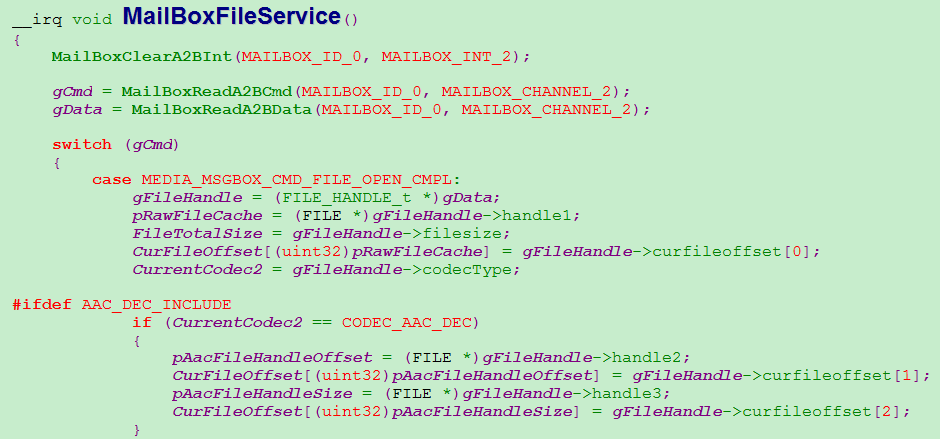 __irq void MailBoxFileService()
{
    MailBoxClearA2BInt(MAILBOX_ID_0, MAILBOX_INT_2);

    gCmd = MailBoxReadA2BCmd(MAILBOX_ID_0, MAILBOX_CHANNEL_2);
    gData = MailBoxReadA2BData(MAILBOX_ID_0, MAILBOX_CHANNEL_2);

    switch (gCmd)
    {
        case MEDIA_MSGBOX_CMD_FILE_OPEN_CMPL:
            gFileHandle = (FILE_HANDLE_t *)gData;
            pRawFileCache = (FILE *)gFileHandle->handle1;
            FileTotalSize = gFileHandle->filesize;
            CurFileOffset[(uint32)pRawFileCache] = gFileHandle->curfileoffset[0];
            CurrentCodec2 = gFileHandle->codecType;

#ifdef AAC_DEC_INCLUDE
            if (CurrentCodec2 == CODEC_AAC_DEC)
            {
                pAacFileHandleOffset = (FILE *)gFileHandle->handle2;
                CurFileOffset[(uint32)pAacFileHandleOffset] = gFileHandle->curfileoffset[1];
                pAacFileHandleSize = (FILE *)gFileHandle->handle3;
                CurFileOffset[(uint32)pAacFileHandleSize] = gFileHandle->curfileoffset[2];
            }